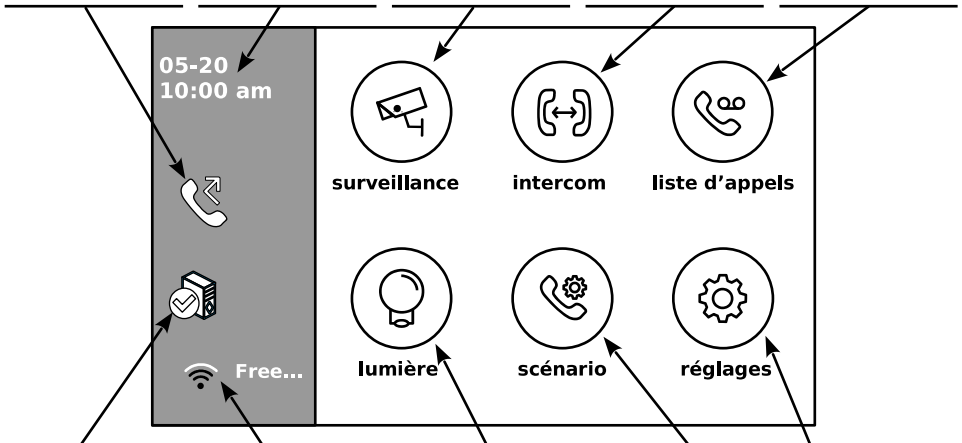 05-20
10:00 am
surveillance
intercom
liste d’appels
Free...
lumière
scénario
réglages